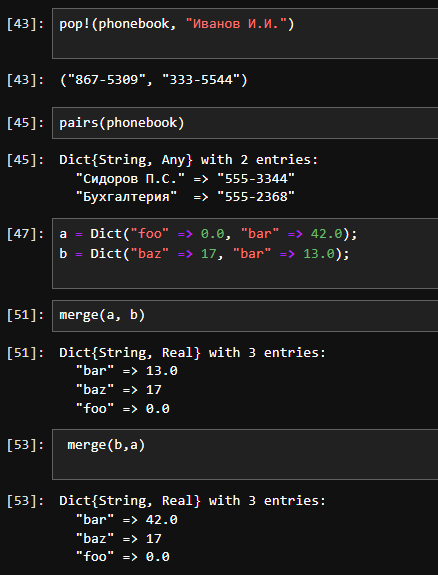 [43]: pop!(phonebook, "Иванов И.И.")
[43]: ("867-5309", "333-5544")
[45]: pairs(phonebook)
[45]: Dict{String, Any} with 2 entries:
"Сидоров П.С." => "555-3344"
"Бухгалтерия"  => "555-2368"
[47]: a = Dict("foo" => 0.0, "bar" => 42.0);
b = Dict("baz" => 17, "bar" => 13.0);
[51]: merge(a, b)
[51]: Dict{String, Real} with 3 entries:
"bar" => 13.0
"baz" => 17
"foo" => 0.0
[53]: merge(b,a)
[53]: Dict{String, Real} with 3 entries:
"bar" => 42.0
"baz" => 17
"foo" => 0.0